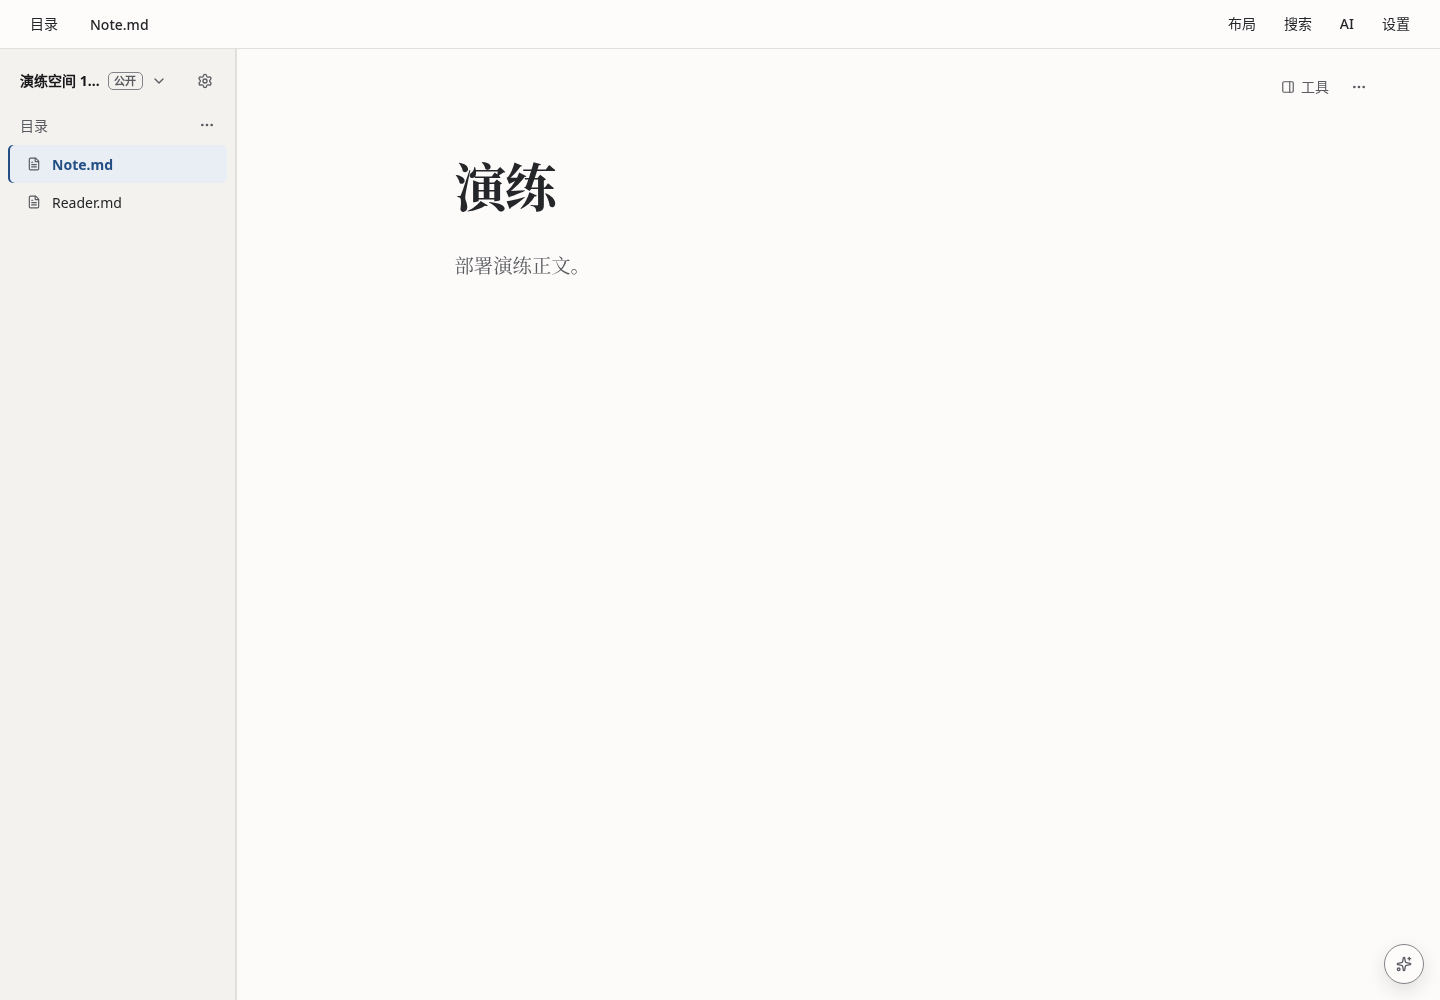 目录 Note.md 布局 搜索 AI 设置
演练空间 1... 公开
工具
目录
Note.md
Reader.md
演练
部署演练正文。